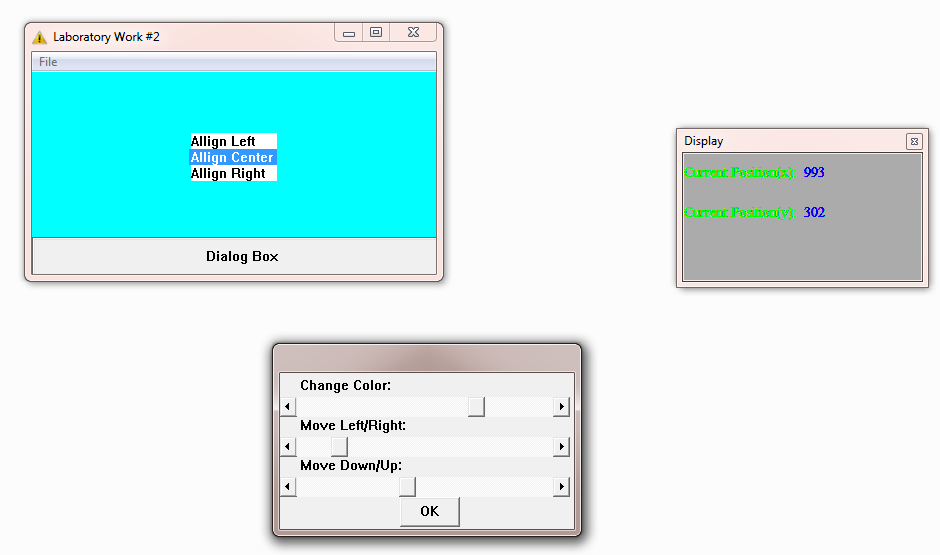 Laboratory Work #2
File
Allign Left
Allign Center
Allign Right
Dialog Box
Display
Current Position(x): 993
Current Position(y): 302
Change Color:
Move Left/Right:
Move Down/Up:
OK